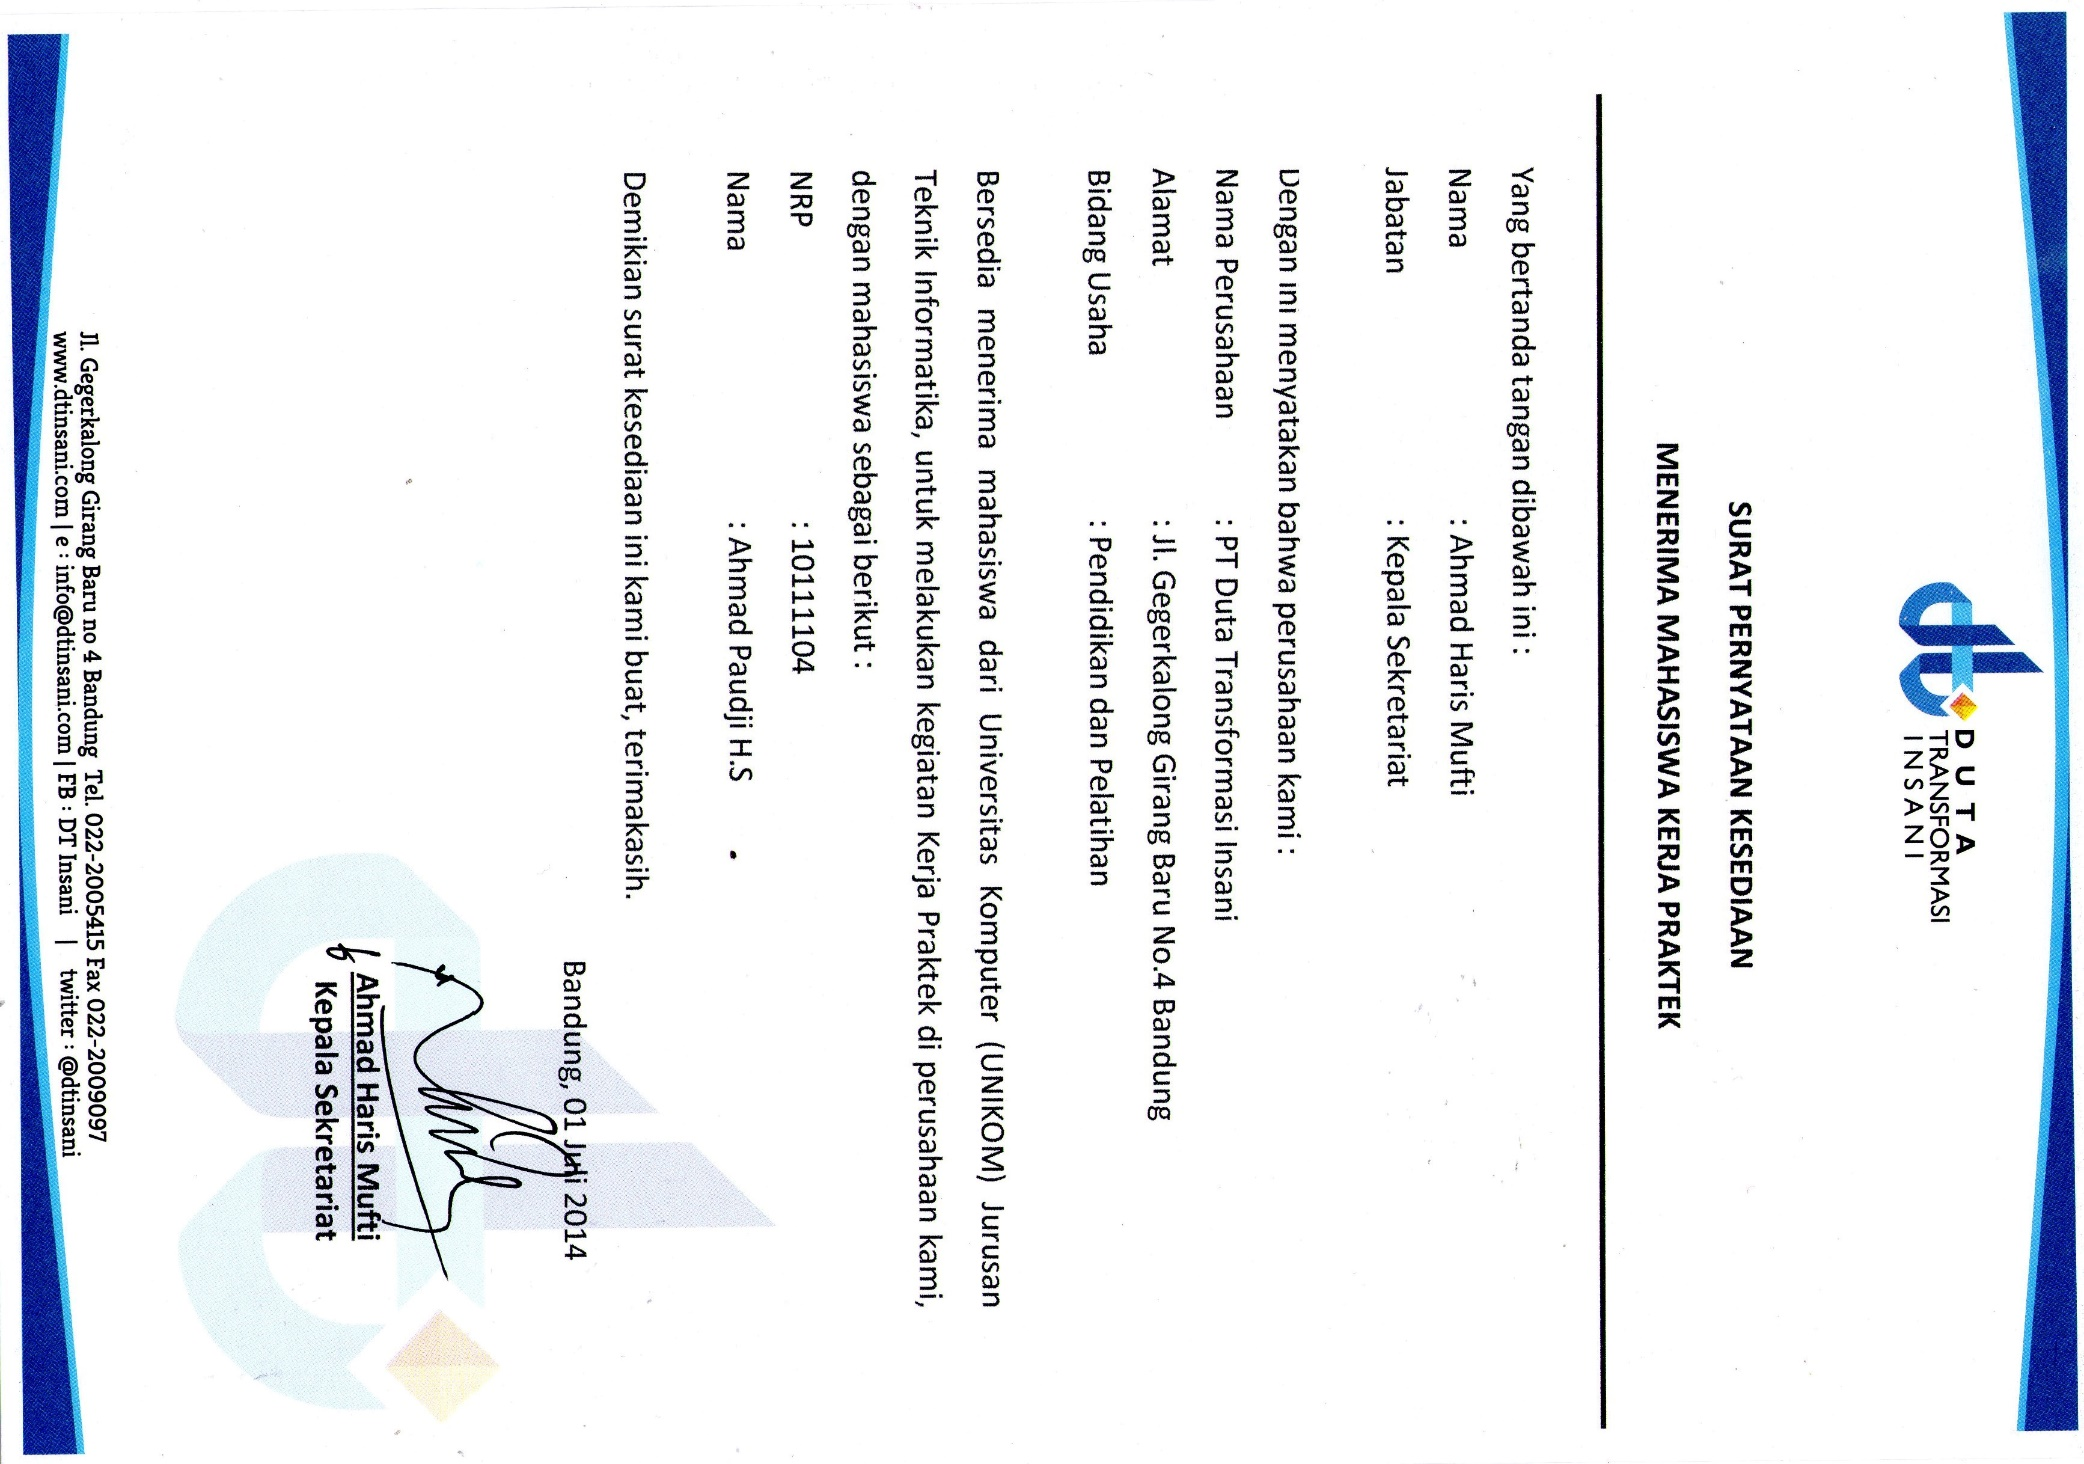 DUTA
TRANSFORMASI
INSANI
SURAT PERNYATAAN KESEDIAAN
MENERIMA MAHASISWA KERJA PRAKTEK
Yang bertanda tangan dibawah ini :
Nama : Ahmad Haris Mufti
Jabatan : Kepala Sekretariat
Dengan ini menyatakan bahwa perusahaan kami :
Nama Perusahaan : PT Duta Transformasi Insani
Alamat : Jl. Gegerkalong Girang Baru No.4 Bandung
Bidang Usaha : Pendidikan dan Pelatihan
Bersedia menerima mahasiswa dari Universitas Komputer (UNIKOM) Jurusan
Teknik Informatika, untuk melakukan kegiatan Kerja Praktek di perusahaan kami,
dengan mahasiswa sebagai berikut :
NRP : 10111104
Nama : Ahmad Paudji H.S
Demikian surat kesediaan ini kami buat, terimakasih.
Bandung, 01 Juli 2014
Ahmad Haris Mufti
Kepala Sekretariat
Jl. Gegerkalong Girang Baru no 4 Bandung Tel. 022-2005415 Fax 022-2009097
www.dtinsani.com | e : info@dtinsani.com | FB : DT Insani | twitter : @dtinsani